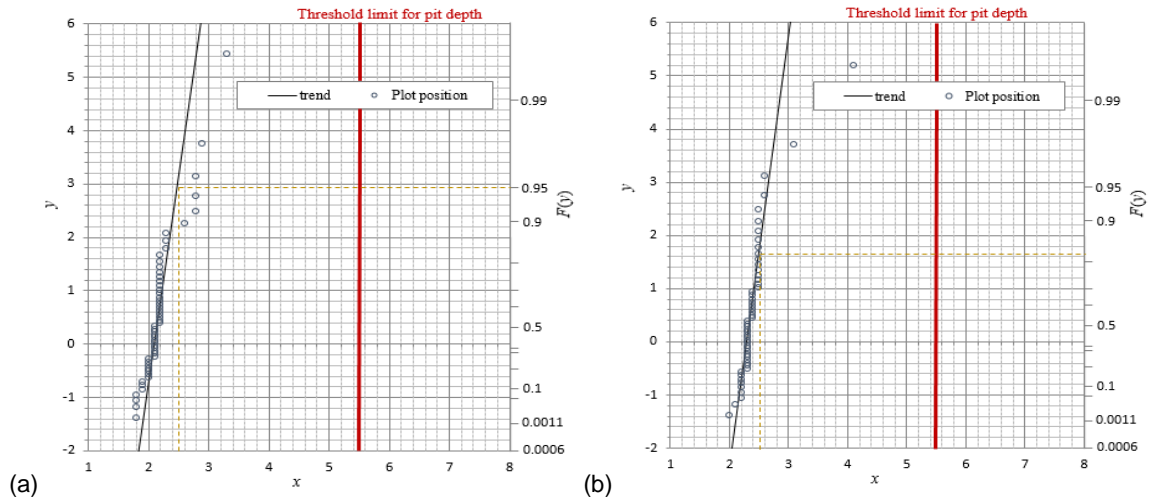 Threshold limit for pit depth
6
5
4
3
2
1
0
-1
-2
y
trend
Plot position
0.99
0.95
0.9
0.5
0.1
0.0011
0.0006
F(y)
1 2 3 4 5 6 7 8
x
(a)
Threshold limit for pit depth
6
5
4
3
2
1
0
-1
-2
y
trend
Plot position
0.99
0.95
0.9
0.5
0.1
0.0011
0.0006
F(y)
1 2 3 4 5 6 7 8
x
(b)